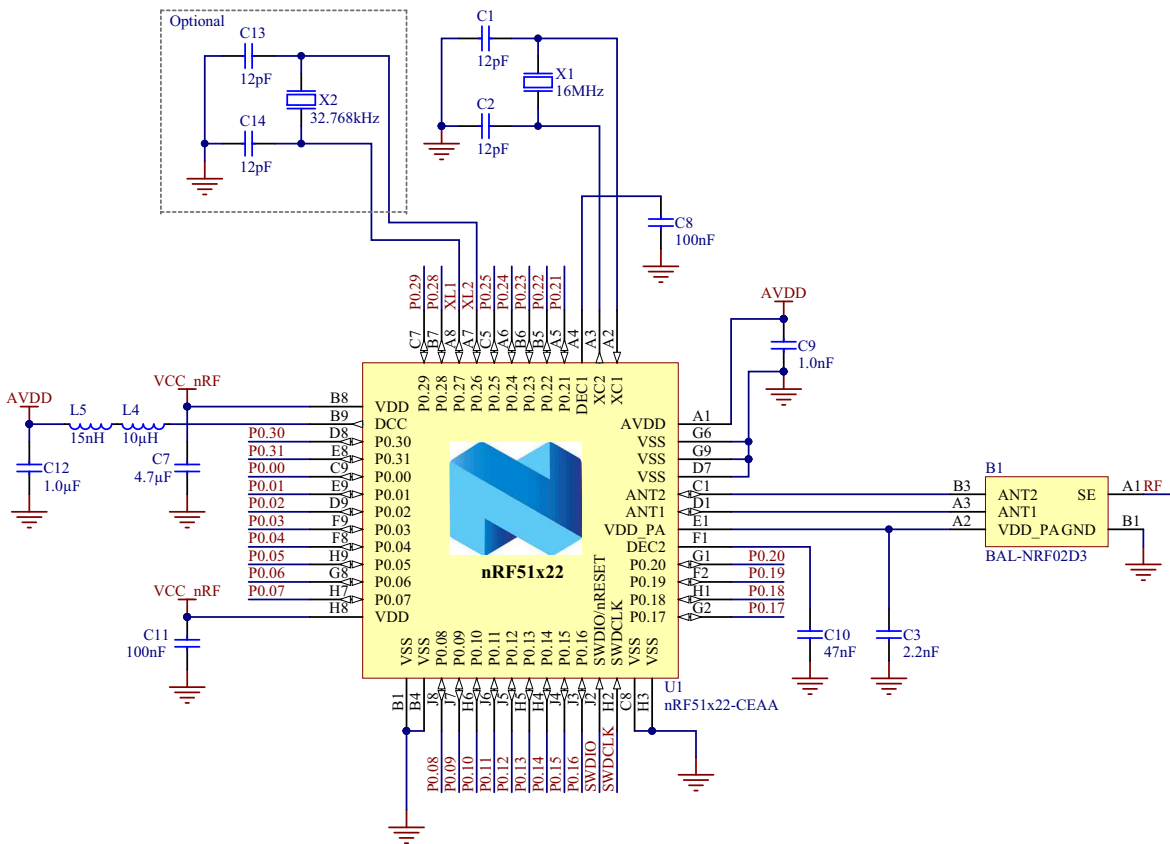 Optional
C13
12pF
X2
32.768kHz
C14
12pF
C1
12pF
X1
16MHz
C2
12pF
C8
100nF
P0.29
P0.28
XL1
XL2
P0.25
P0.24
P0.23
P0.22
P0.21
C7
B7
A8
A7
C5
A6
B6
B5
A5
A4
A3
A2
P0.29
P0.28
P0.27
P0.26
P0.25
P0.24
P0.23
P0.22
P0.21
DEC1
XC2
XC1
AVDD
C9
1.0nF
AVDD
L5
15nH
L4
10µH
VCC_nRF
C12
1.0µF
C7
4.7µF
VCC_nRF
C11
100nF
B8 VDD
B9 DCC
P0.30 D8 P0.30
P0.31 E8 P0.31
P0.00 C9 P0.00
P0.01 E9 P0.01
P0.02 D9 P0.02
P0.03 F9 P0.03
P0.04 F8 P0.04
P0.05 H9 P0.05
P0.06 G8 P0.06
P0.07 H7 P0.07
H8 VDD
nRF51x22
AVDD A1
VSS G6
VSS G9
VSS D7
ANT2 C1
ANT1 D1
VDD_PA E1
DEC2 F1
P0.20 G1 P0.20
P0.19 F2 P0.19
P0.18 H1 P0.18
P0.17 G2 P0.17
B1
B3 ANT2 SE A1 RF
A3 ANT1
A2 VDD_PA GND B1
BAL-NRF02D3
C10
47nF
C3
2.2nF
VSS
VSS
P0.08
P0.09
P0.10
P0.11
P0.12
P0.13
P0.14
P0.15
P0.16
SWDIO/nRESET
SWDCLK
VSS
VSS
B1
B4
J8
J7
H6
J6
J5
H5
H4
J4
J3
J2
H2
C8
H3
U1
nRF51x22-CEAA
P0.08
P0.09
P0.10
P0.11
P0.12
P0.13
P0.14
P0.15
P0.16
SWDIO
SWDCLK